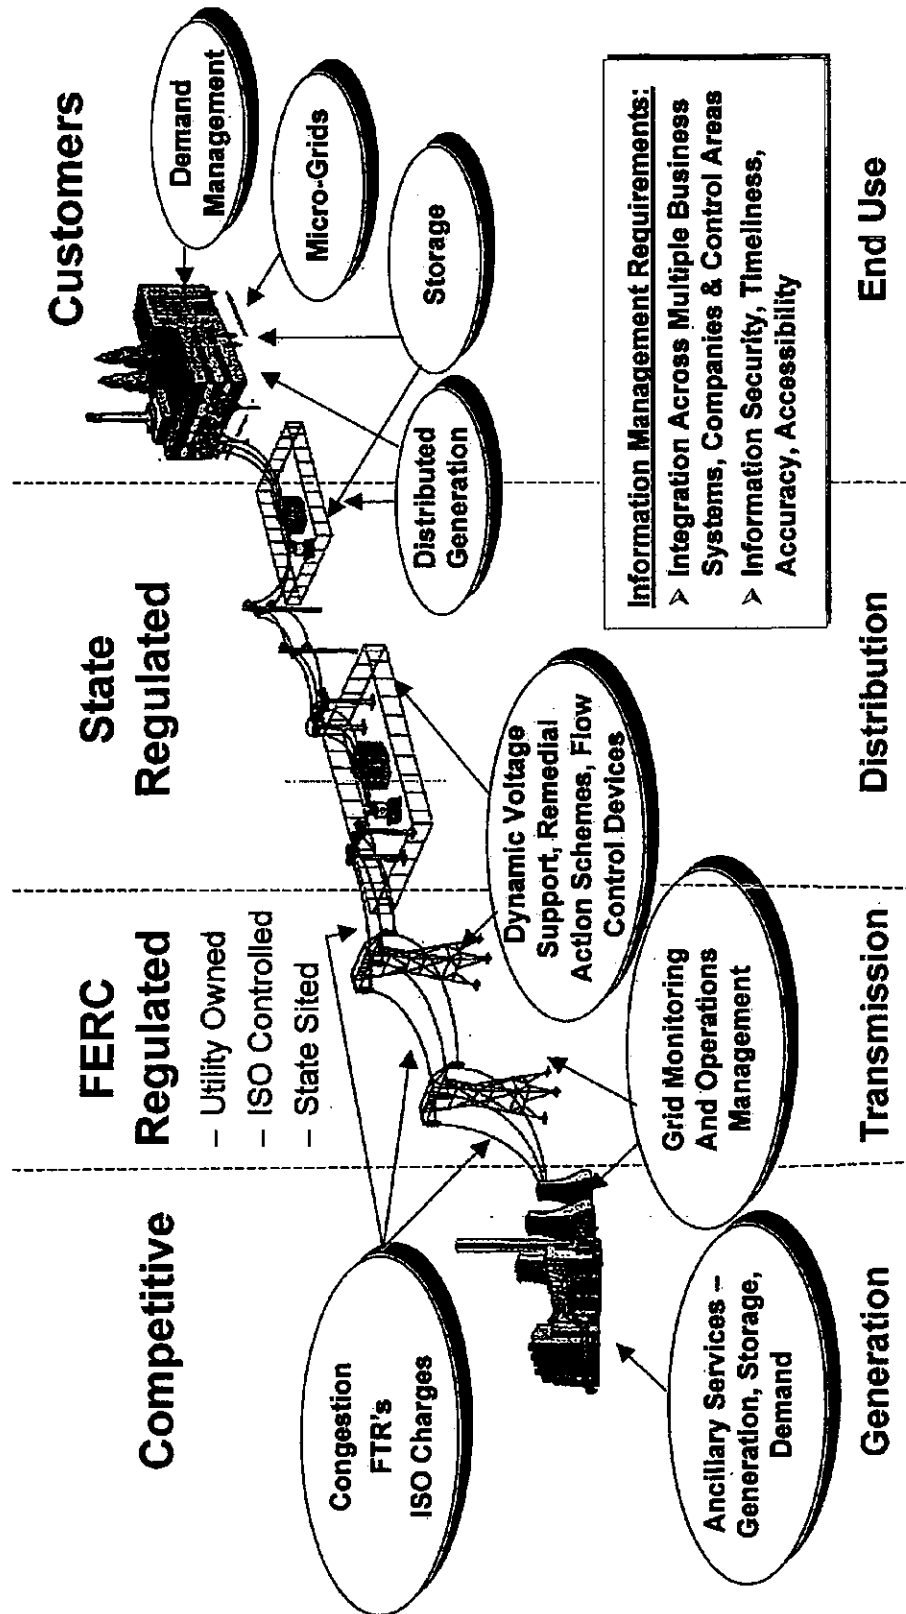 Competitive
FERC
Regulated
– Utility Owned
– ISO Controlled
– State Sited
State
Regulated
Customers
Congestion
FTR's
ISO Charges
Demand
Management
Micro-Grids
Storage
Distributed
Generation
Dynamic Voltage
Support, Remedial
Action Schemes, Flow
Control Devices
Grid Monitoring
And Operations
Management
Ancillary Services –
Generation, Storage,
Demand
Information Management Requirements:
➢ Integration Across Multiple Business
Systems, Companies & Control Areas
➢ Information Security, Timeliness,
Accuracy, Accessibility
Generation
Transmission
Distribution
End Use